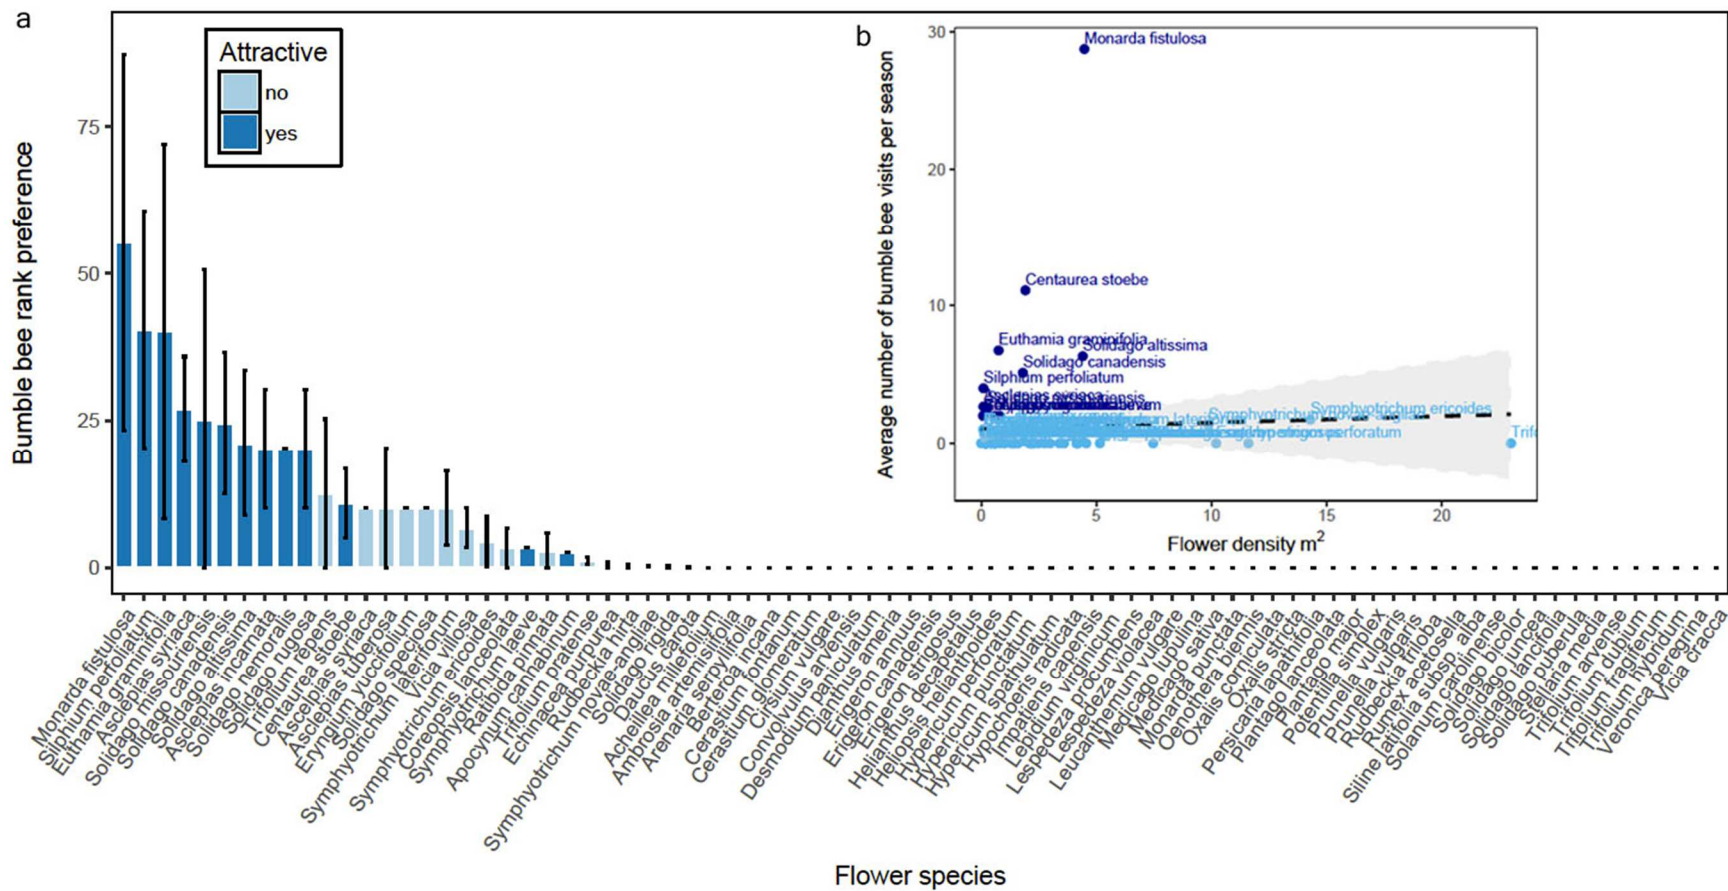 a
Attractive
no
yes
Bumble bee rank preference
75
50
25
0
b
Average number of bumble bee visits per season
30
20
10
0
Monarda fistulosa
Centaurea stoebe
Euthamia graminifolia
Solidago altissima
Solidago canadensis
Silphium perfoliatum
Symphyotrichum ericoides
perforatum
0
5
10
15
20
Flower density m²
Monarda fistulosa
Silphium perfoliatum
Euthamia graminifolia
Asclepias syriaca
Solidago missouriensis
Solidago canadensis
Solidago altissima
Asclepias incarnata
Solidago nemoralis
Solidago rugosa
Trifolium repens
Centaurea stoebe
Asclepias syriaca
Asclepias tuberosa
Eryngium yuccifolium
Solidago speciosa
Symphyotrichum lateriforum
Vicia villosa
Symphyotrichum ericoides
Coreopsis lanceolata
Symphyotrichum laeve
Ratibida pinnata
Apocynum cannabinum
Trifolium pratense
Echinacea purpurea
Rudbeckia hirta
Symphyotrichum novae-angliae
Solidago rigida
Daucus carota
Achillea millefolium
Ambrosia artemisiifolia
Arenaria serpyllifolia
Berteroa incana
Cerastium fontanum
Cerastium glomeratum
Cirsium vulgare
Convolvulus arvensis
Desmodium paniculatum
Dianthus armeria
Erigeron annuus
Erigeron canadensis
Erigeron strigosus
Helianthus decapetalus
Heliopsis helianthoides
Hypericum perforatum
Hypericum punctatum
Hypericum spathulatum
Hypochoeris radicata
Impatiens capensis
Lepidium virginicum
Lespedeza procumbens
Lespedeza violacea
Leucanthemum vulgare
Medicago lupulina
Medicago sativa
Monarda punctata
Oenothera biennis
Oxalis corniculata
Oxalis stricta
Persicaria lapathifolia
Plantago lanceolata
Plantago major
Potentilla simplex
Prunella vulgaris
Rudbeckia triloba
Rumex acetosella
Siline latifolia subsp. alba
Solanum carolinense
Solidago bicolor
Solidago juncea
Solidago lancifolia
Solidago puberula
Stellaria media
Trifolium arvense
Trifolium dubium
Trifolium fragiferum
Trifolium hybridum
Veronica peregrina
Vicia cracca
Flower species